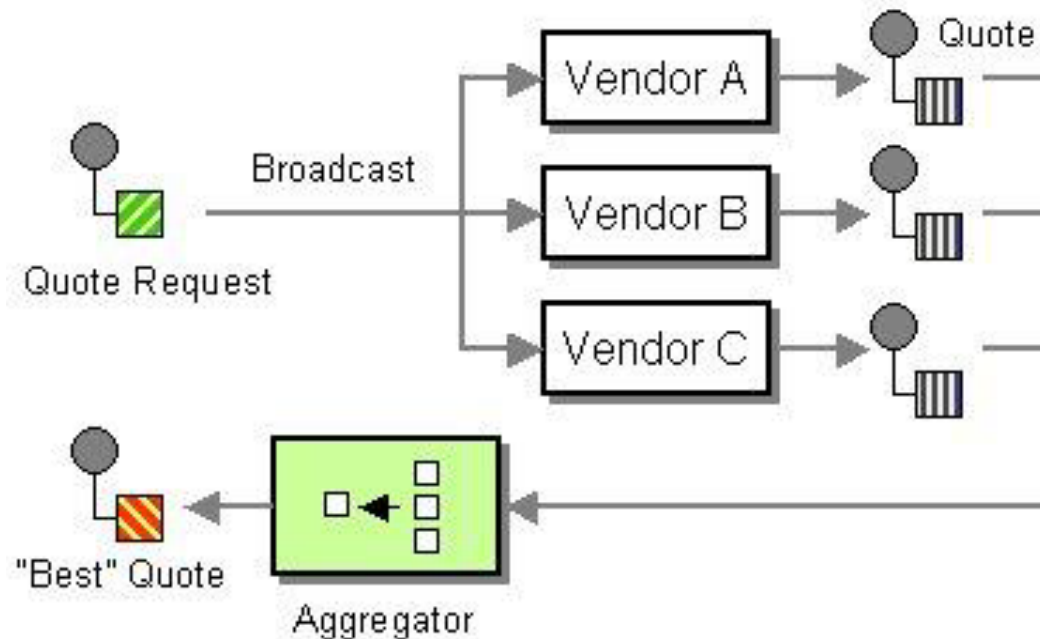 Quote
Vendor A
Broadcast
Vendor B
Quote Request
Vendor C
"Best" Quote
Aggregator